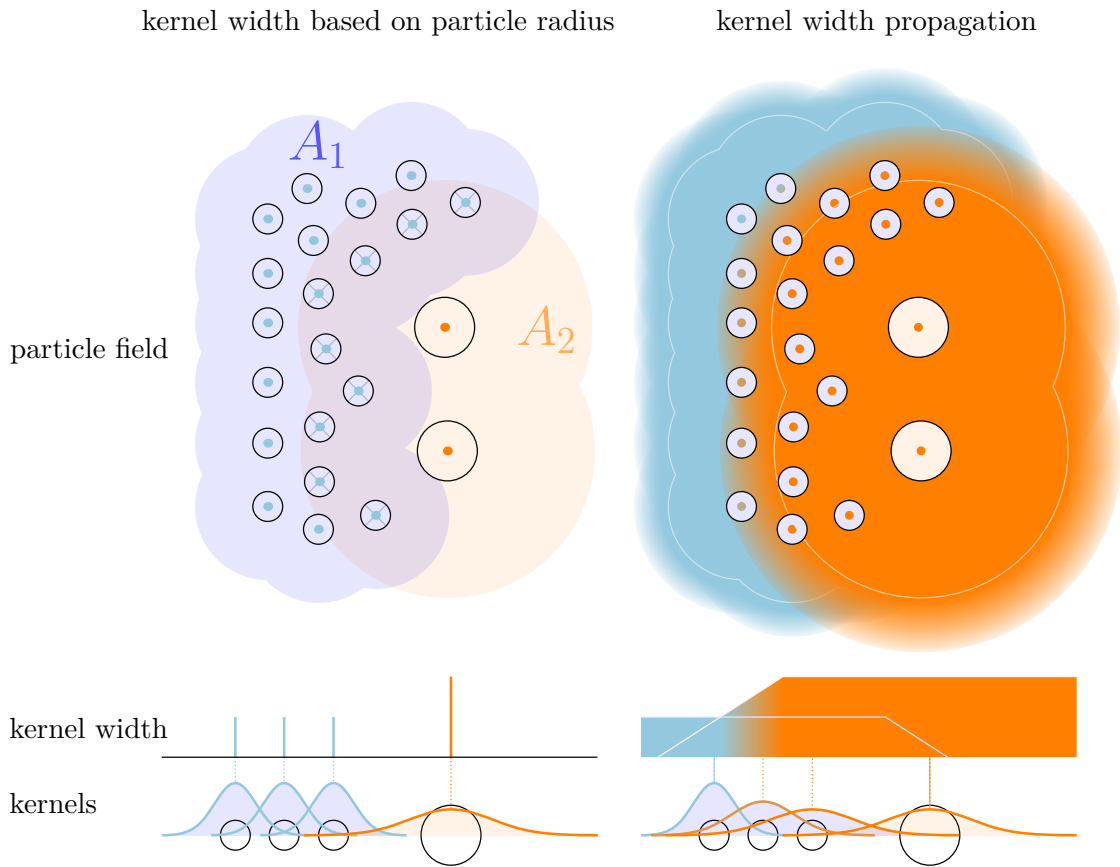 kernel width based on particle radius
kernel width propagation
A₁
A₂
particle field
kernel width
kernels